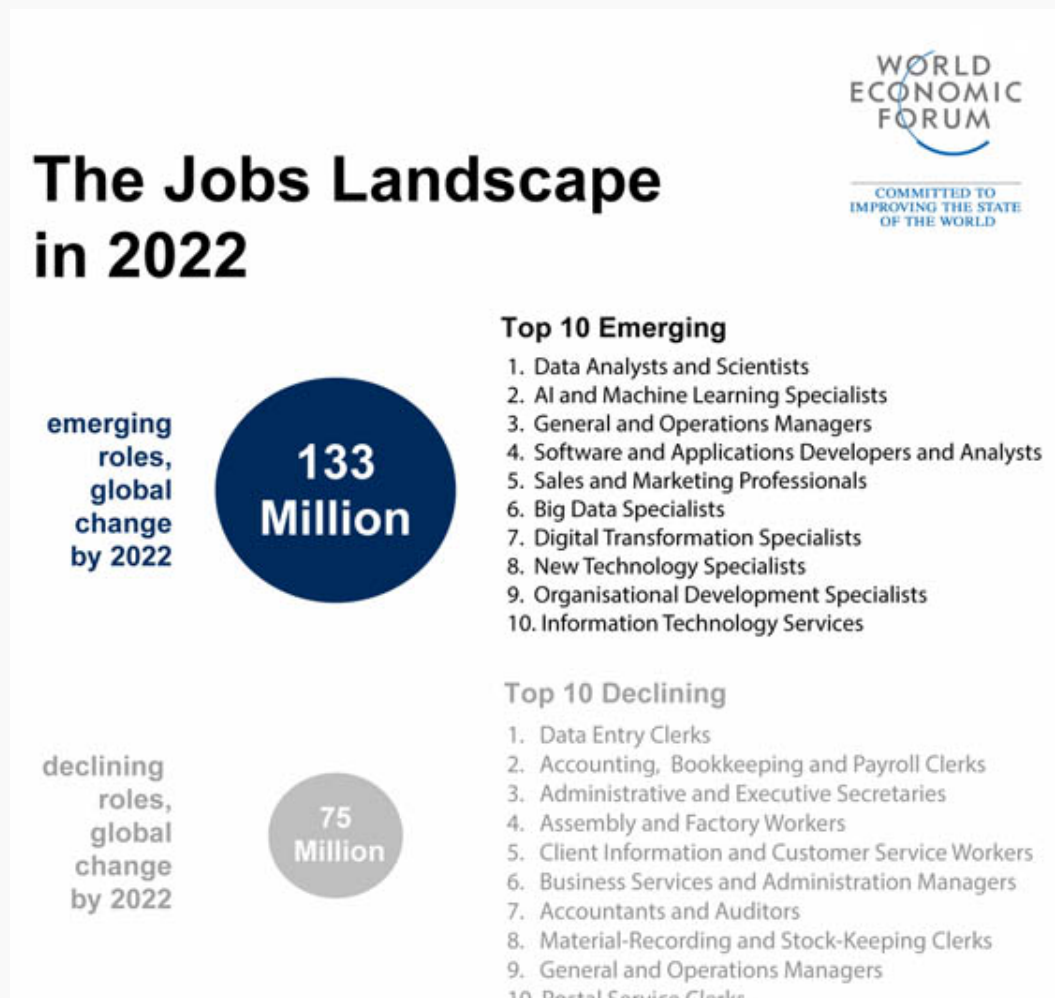 WORLD
ECONOMIC
FORUM
COMMITTED TO
IMPROVING THE STATE
OF THE WORLD
The Jobs Landscape
in 2022
emerging
roles,
global
change
by 2022
133
Million
Top 10 Emerging
1. Data Analysts and Scientists
2. AI and Machine Learning Specialists
3. General and Operations Managers
4. Software and Applications Developers and Analysts
5. Sales and Marketing Professionals
6. Big Data Specialists
7. Digital Transformation Specialists
8. New Technology Specialists
9. Organisational Development Specialists
10. Information Technology Services
declining
roles,
global
change
by 2022
75
Million
Top 10 Declining
1. Data Entry Clerks
2. Accounting, Bookkeeping and Payroll Clerks
3. Administrative and Executive Secretaries
4. Assembly and Factory Workers
5. Client Information and Customer Service Workers
6. Business Services and Administration Managers
7. Accountants and Auditors
8. Material-Recording and Stock-Keeping Clerks
9. General and Operations Managers
10. Postal Service Clerks